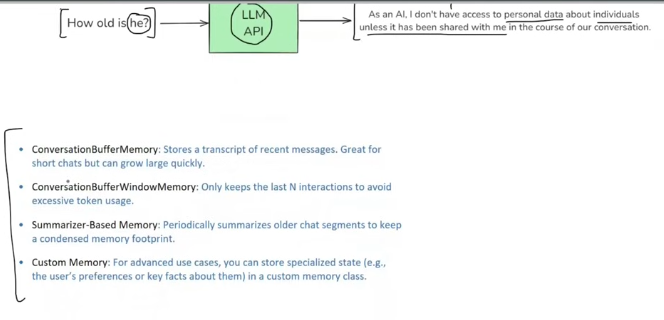 How old is he?
LLM
API
As an AI, I don't have access to personal data about individuals
unless it has been shared with me in the course of our conversation.
• ConversationBufferMemory: Stores a transcript of recent messages. Great for
short chats but can grow large quickly.
• ConversationBufferWindowMemory: Only keeps the last N interactions to avoid
excessive token usage.
• Summarizer-Based Memory: Periodically summarizes older chat segments to keep
a condensed memory footprint.
• Custom Memory: For advanced use cases, you can store specialized state (e.g.,
the user's preferences or key facts about them) in a custom memory class.